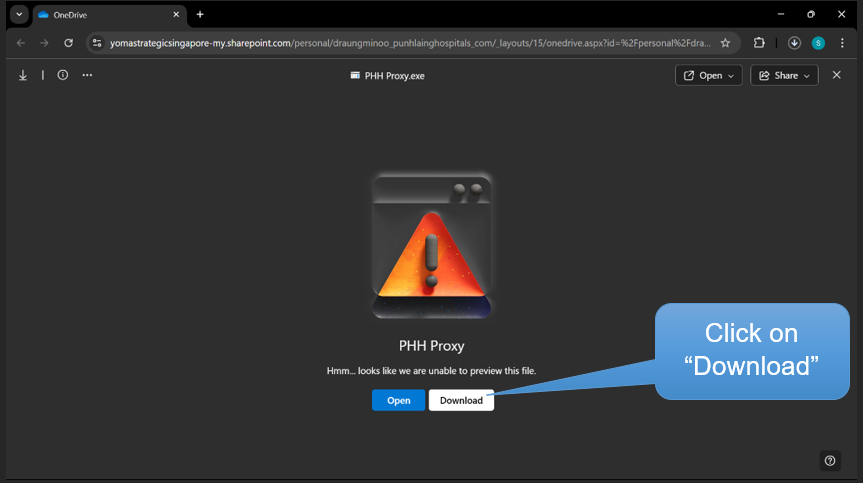 OneDrive
yomastrategicsingapore-my.sharepoint.com/personal/draungminoo_punhlainghospitals_com/_layouts/15/onedrive.aspx?id=%2Fpersonal%2Fdra...
S
PHH Proxy.exe
Open
Share
PHH Proxy
Hmm... looks like we are unable to preview this file.
Open
Download
Click on
“Download”